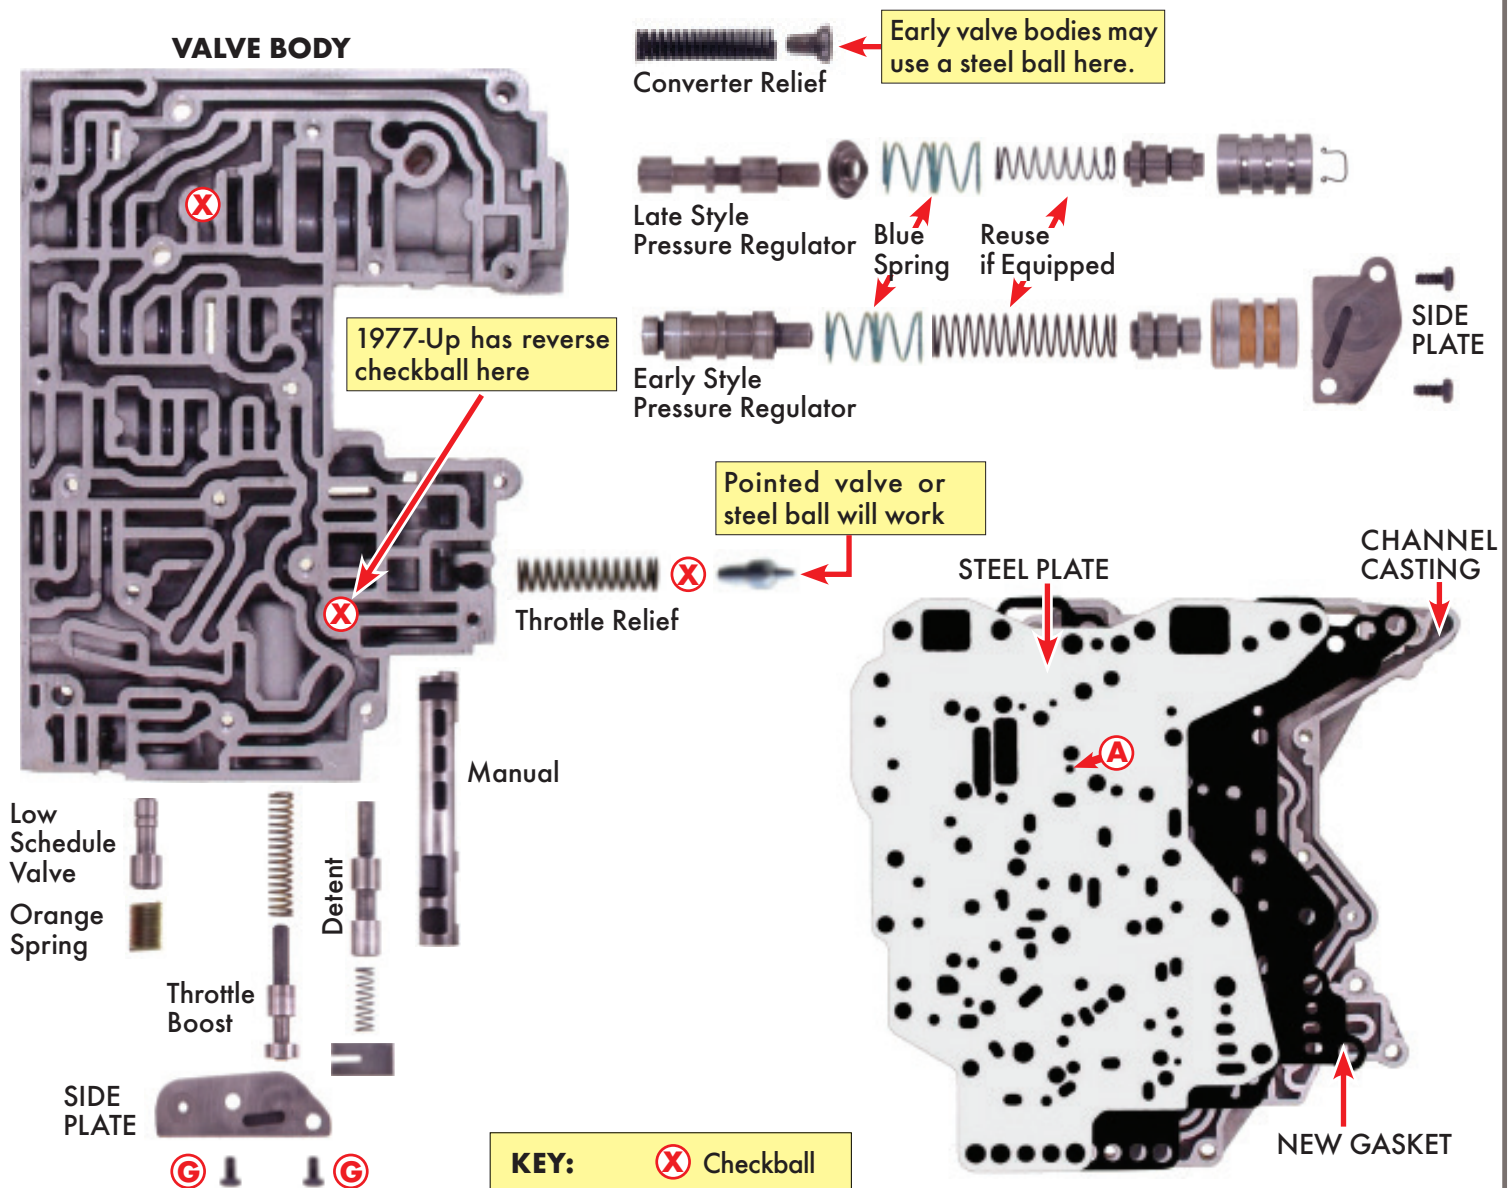 VALVE BODY
Converter Relief
Early valve bodies may
use a steel ball here.
X
Late Style
Pressure Regulator
Blue
Spring
Reuse
if Equipped
1977-Up has reverse
checkball here
Early Style
Pressure Regulator
SIDE
PLATE
Pointed valve or
steel ball will work
X
Throttle Relief
X
STEEL PLATE
CHANNEL
CASTING
A
Manual
Low
Schedule
Valve
Orange
Spring
Detent
Throttle
Boost
SIDE
PLATE
G
G
KEY:
X Checkball
NEW GASKET